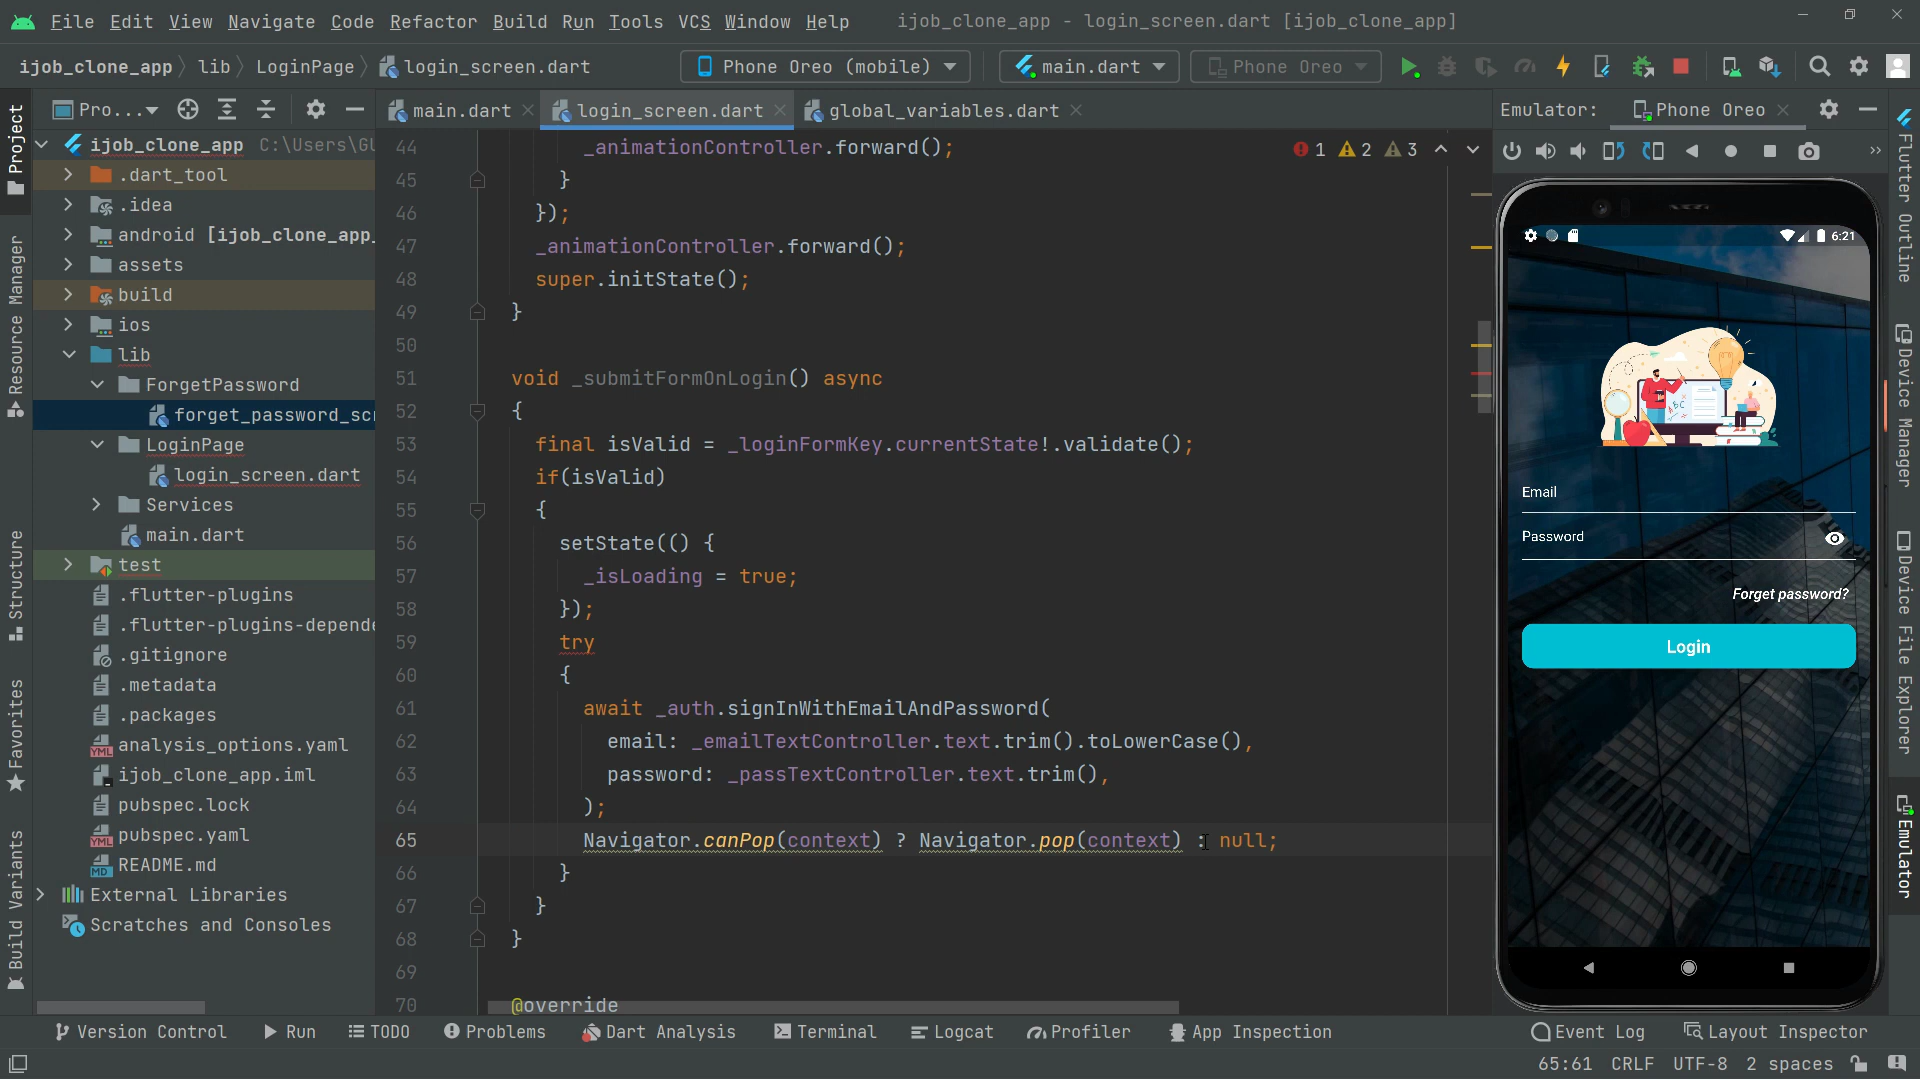 File Edit View Navigate Code Refactor Build Run Tools VCS Window Help ijob_clone_app - login_screen.dart [ijob_clone_app]
ijob_clone_app lib LoginPage login_screen.dart Phone Oreo (mobile) main.dart Phone Oreo
Project
Resource Manager
Structure
Favorites
Build Variants
Pro...
ijob_clone_app C:\Users\GU
.dart_tool
.idea
android [ijob_clone_app_
assets
build
ios
lib
ForgetPassword
forget_password_scr
LoginPage
login_screen.dart
Services
main.dart
test
.flutter-plugins
.flutter-plugins-depende
.gitignore
.metadata
.packages
analysis_options.yaml
ijob_clone_app.iml
pubspec.lock
pubspec.yaml
README.md
External Libraries
Scratches and Consoles
main.dart login_screen.dart global_variables.dart
1 2 3
44 _animationController.forward();
45 }
46 });
47 _animationController.forward();
48 super.initState();
49 }
50
51 void _submitFormOnLogin() async
52 {
53 final isValid = _loginFormKey.currentState!.validate();
54 if(isValid)
55 {
56 setState(() {
57 _isLoading = true;
58 });
59 try
60 {
61 await _auth.signInWithEmailAndPassword(
62 email: _emailTextController.text.trim().toLowerCase(),
63 password: _passTextController.text.trim(),
64 );
65 Navigator.canPop(context) ? Navigator.pop(context) : null;
66 }
67 }
68 }
69
70 @override
Emulator: Phone Oreo
6:21
ABC
Email
Password
Forget password?
Login
Flutter Outline
Device Manager
Device File Explorer
Emulator
Version Control Run TODO Problems Dart Analysis Terminal Logcat Profiler App Inspection Event Log Layout Inspector
65:61 CRLF UTF-8 2 spaces